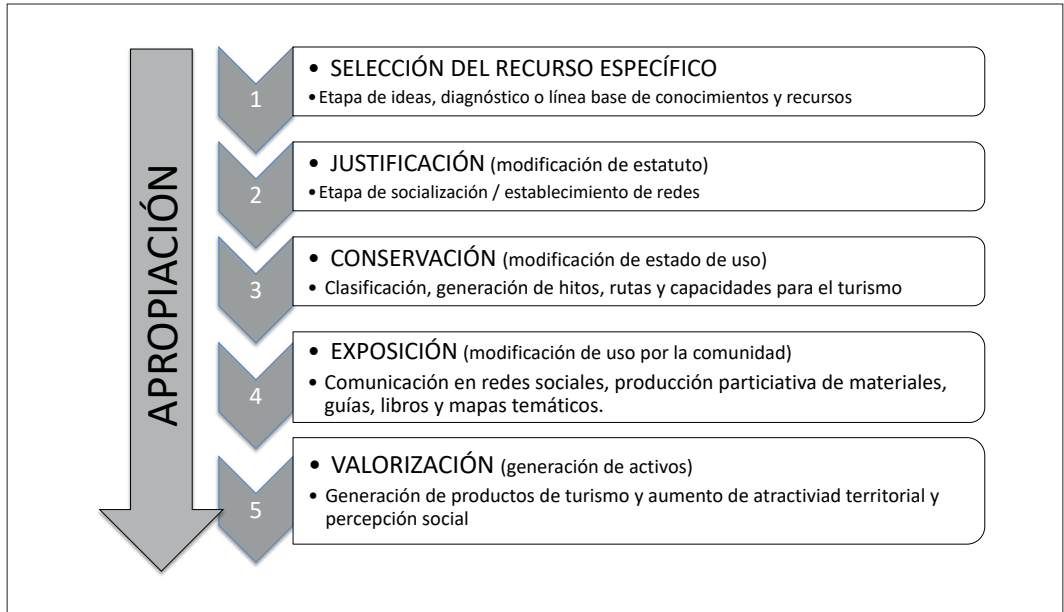 APROPIACIÓN
1
• SELECCIÓN DEL RECURSO ESPECÍFICO
• Etapa de ideas, diagnóstico o línea base de conocimientos y recursos
2
• JUSTIFICACIÓN (modificación de estatuto)
• Etapa de socialización / establecimiento de redes
3
• CONSERVACIÓN (modificación de estado de uso)
• Clasificación, generación de hitos, rutas y capacidades para el turismo
4
• EXPOSICIÓN (modificación de uso por la comunidad)
• Comunicación en redes sociales, producción particiativa de materiales,
guías, libros y mapas temáticos.
5
• VALORIZACIÓN (generación de activos)
• Generación de productos de turismo y aumento de atractiviad territorial y
percepción social